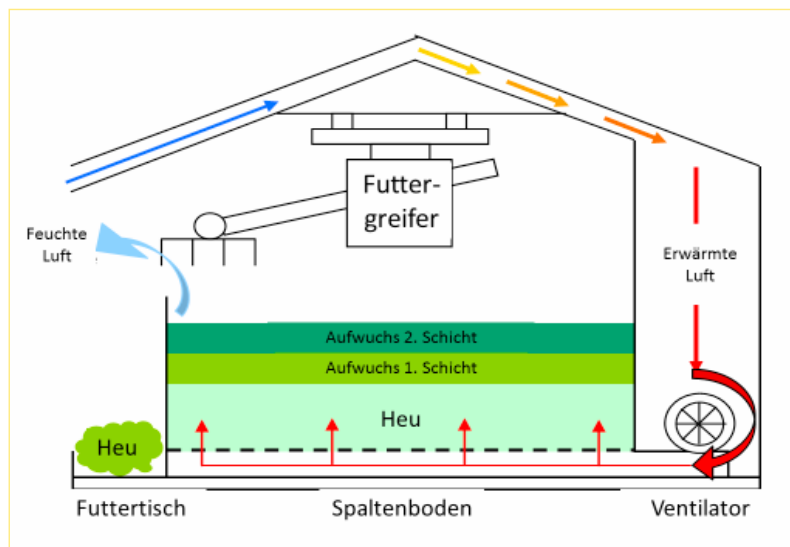 Futter-
greifer
Feuchte
Luft
Erwärmte
Luft
Aufwuchs 2. Schicht
Aufwuchs 1. Schicht
Heu
Heu
Futtertisch
Spaltenboden
Ventilator